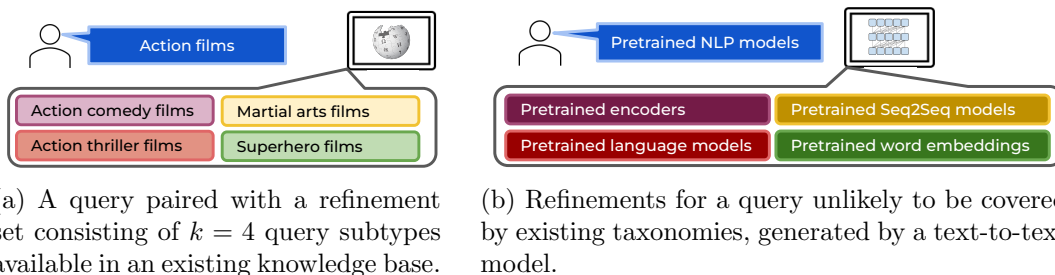 Action films
Action comedy films
Martial arts films
Action thriller films
Superhero films
a) A query paired with a refinement
set consisting of k = 4 query subtypes
available in an existing knowledge base.
Pretrained NLP models
Pretrained encoders
Pretrained Seq2Seq models
Pretrained language models
Pretrained word embeddings
(b) Refinements for a query unlikely to be covered
by existing taxonomies, generated by a text-to-tex
model.